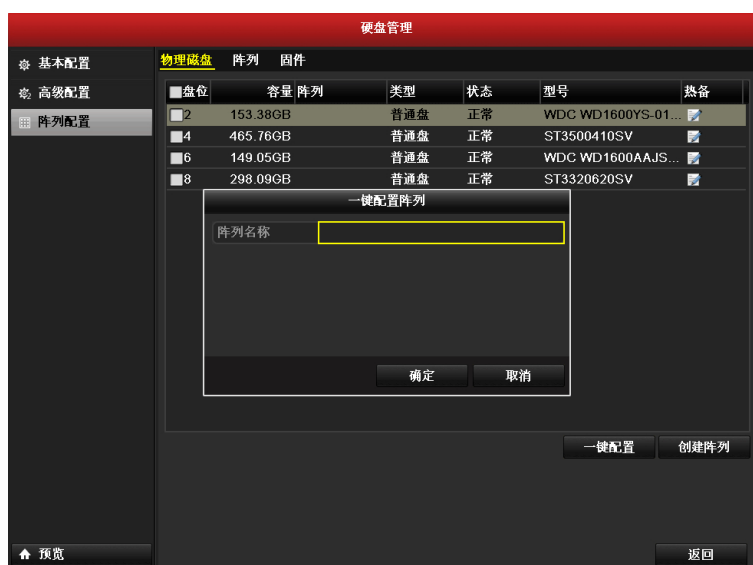 硬盘管理
基本配置
高级配置
阵列配置
物理磁盘 阵列 固件
盘位 容量 阵列 类型 状态 型号 热备
2 153.38GB 普通盘 正常 WDC WD1600YS-01...
4 465.76GB 普通盘 正常 ST3500410SV
6 149.05GB 普通盘 正常 WDC WD1600AAJS...
8 298.09GB 普通盘 正常 ST3320620SV
一键配置阵列
阵列名称
确定 取消
一键配置 创建阵列
预览 返回